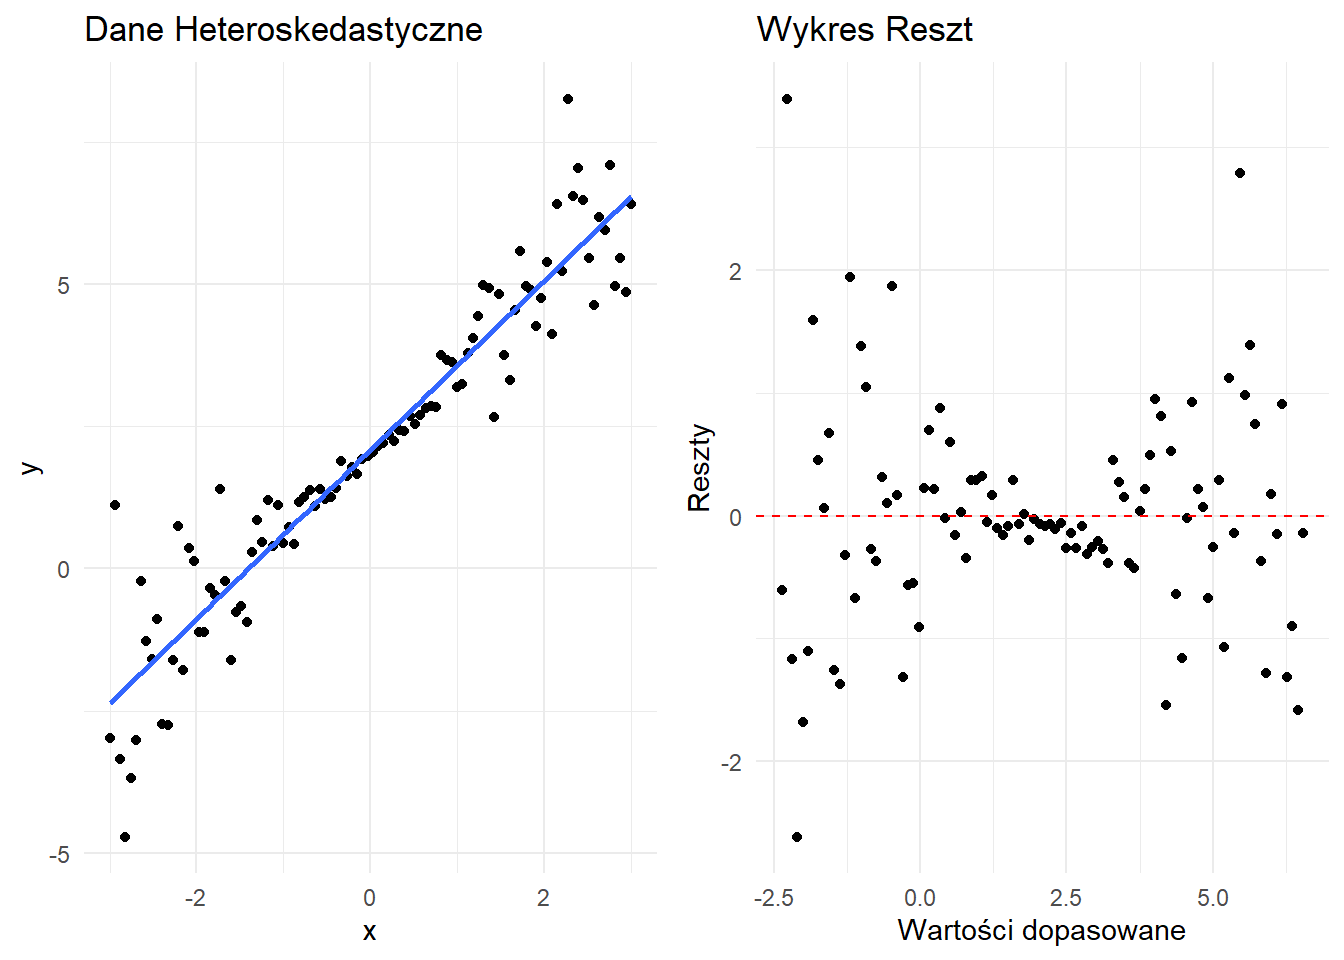 Dane Heteroskedastyczne
y
5
0
-5
-2
0
2
x
Wykres Reszt
Reszty
2
0
-2
-2.5
0.0
2.5
5.0
Wartości dopasowane